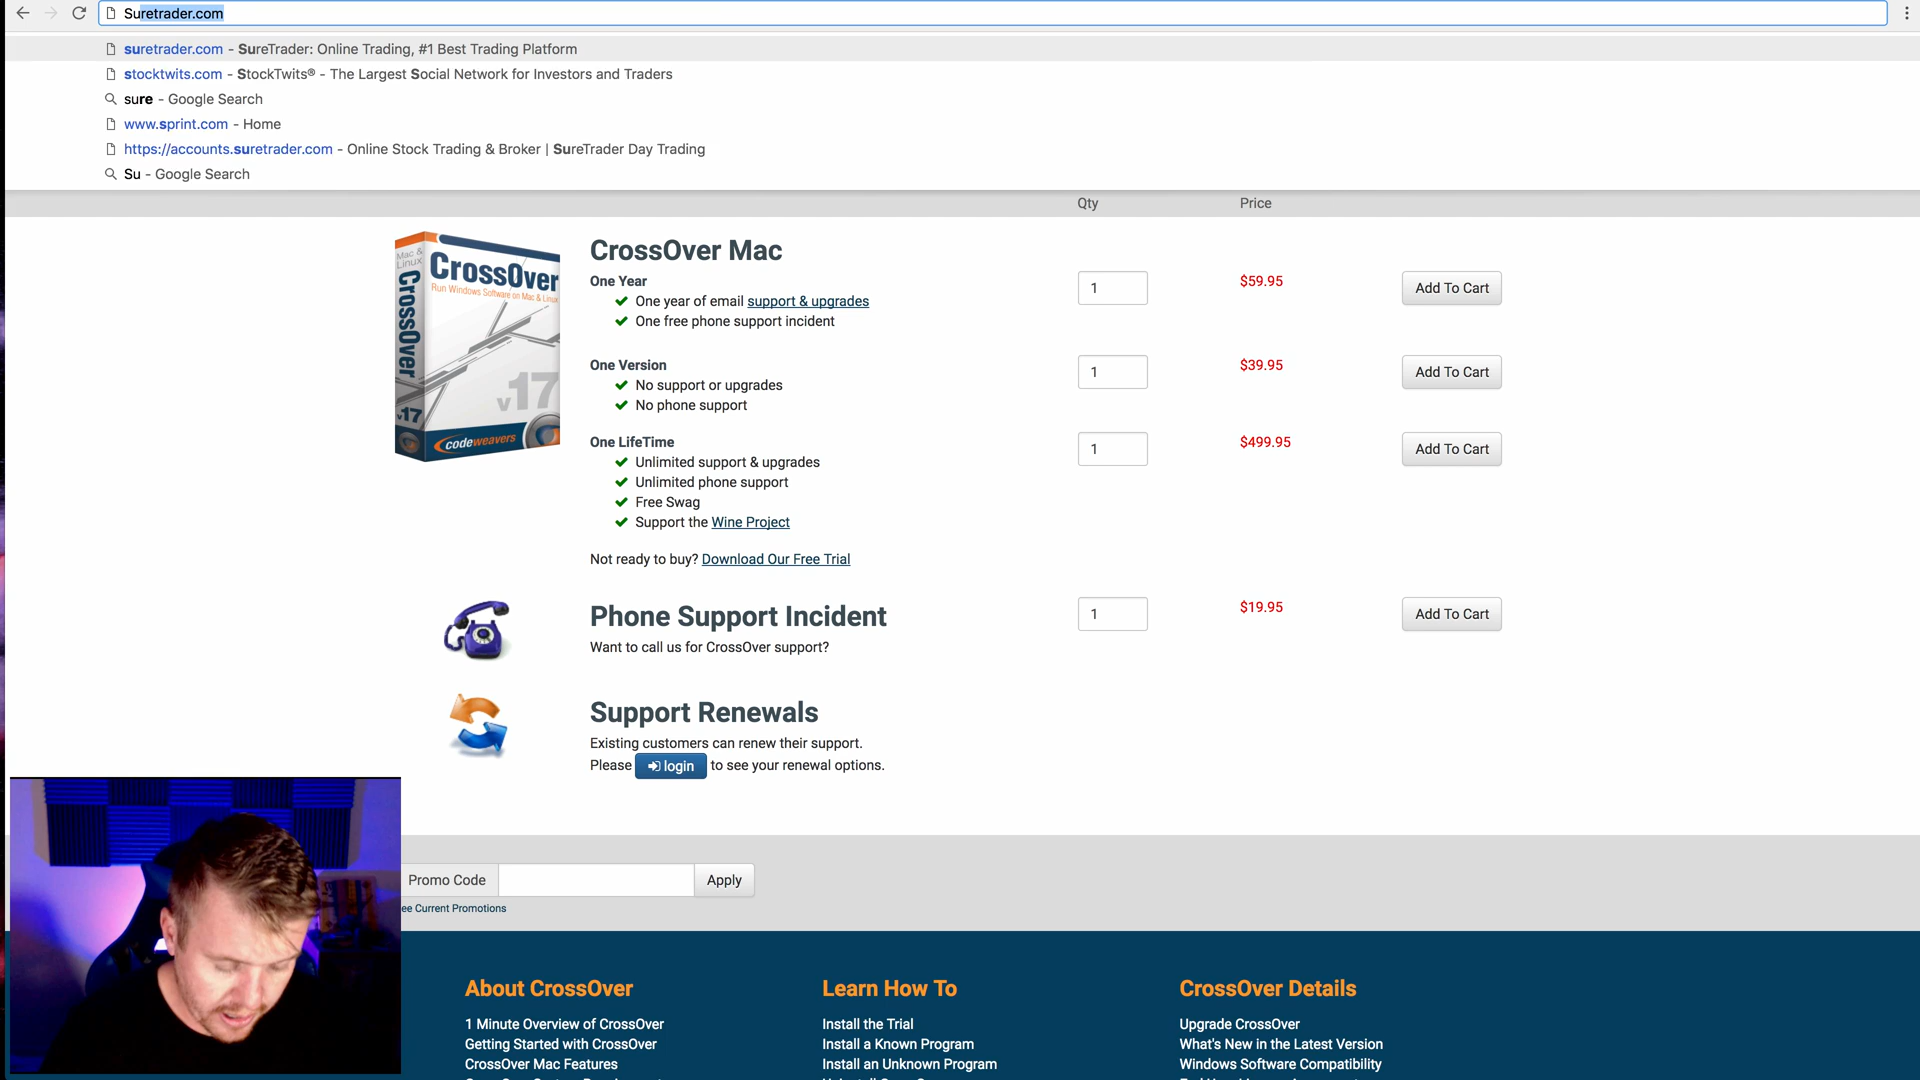 Suretrader.com
suretrader.com - SureTrader: Online Trading, #1 Best Trading Platform
stocktwits.com - StockTwits® - The Largest Social Network for Investors and Traders
sure - Google Search
www.sprint.com - Home
https://accounts.suretrader.com - Online Stock Trading & Broker | SureTrader Day Trading
Su - Google Search
Qty Price
Mac & Linux
CrossOver
Run Windows Software on Mac & Linux
CrossOver
v17
v17
codeweavers
CrossOver Mac
One Year
One year of email support & upgrades
One free phone support incident
1 $59.95 Add To Cart
One Version
No support or upgrades
No phone support
1 $39.95 Add To Cart
One LifeTime
Unlimited support & upgrades
Unlimited phone support
Free Swag
Support the Wine Project
1 $499.95 Add To Cart
Not ready to buy? Download Our Free Trial
Phone Support Incident
Want to call us for CrossOver support?
1 $19.95 Add To Cart
Support Renewals
Existing customers can renew their support.
Please login to see your renewal options.
Promo Code Apply
ee Current Promotions
About CrossOver
1 Minute Overview of CrossOver
Getting Started with CrossOver
CrossOver Mac Features
Learn How To
Install the Trial
Install a Known Program
Install an Unknown Program
CrossOver Details
Upgrade CrossOver
What's New in the Latest Version
Windows Software Compatibility